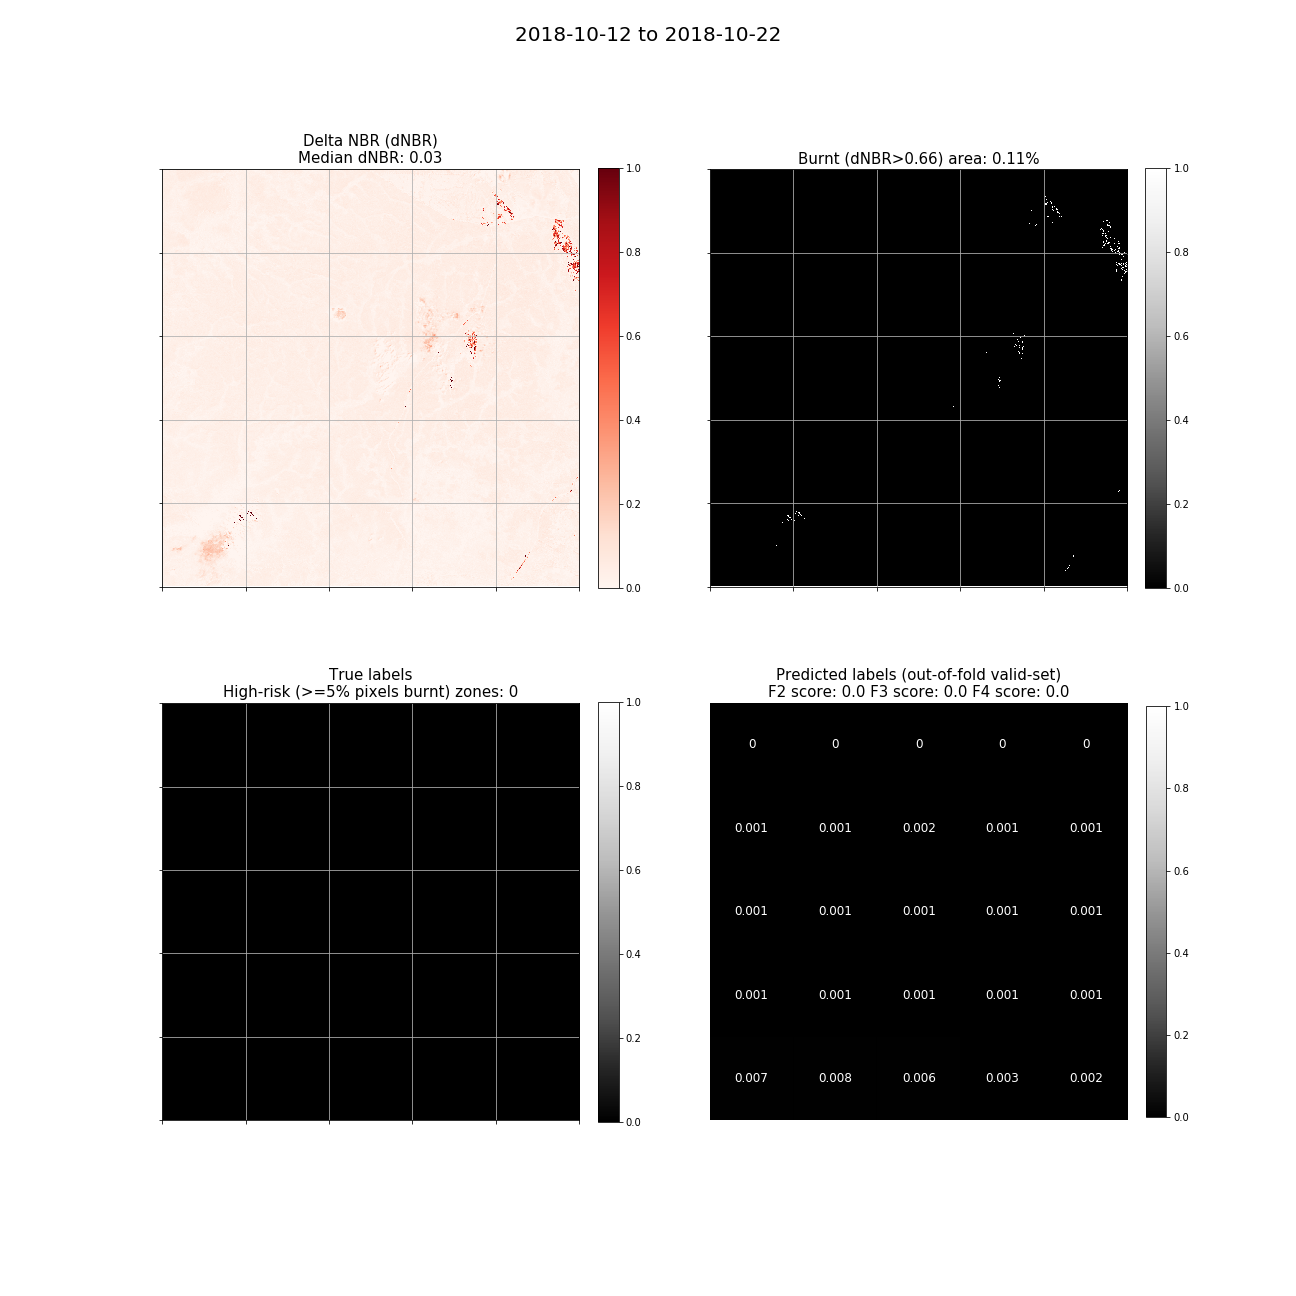 2018-10-12 to 2018-10-22
Delta NBR (dNBR)
Median dNBR: 0.03
1.0
0.8
0.6
0.4
0.2
0.0
Burnt (dNBR>0.66) area: 0.11%
1.0
0.8
0.6
0.4
0.2
0.0
True labels
High-risk (>=5% pixels burnt) zones: 0
1.0
0.8
0.6
0.4
0.2
0.0
Predicted labels (out-of-fold valid-set)
F2 score: 0.0 F3 score: 0.0 F4 score: 0.0
0 0 0 0 0
0.001 0.001 0.002 0.001 0.001
0.001 0.001 0.001 0.001 0.001
0.001 0.001 0.001 0.001 0.001
0.007 0.008 0.006 0.003 0.002
1.0
0.8
0.6
0.4
0.2
0.0